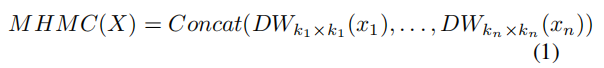 MHMC(X) = Concat(DW_{k_1×k_1}(x_1), . . . , DW_{k_n×k_n}(x_n))
(1)